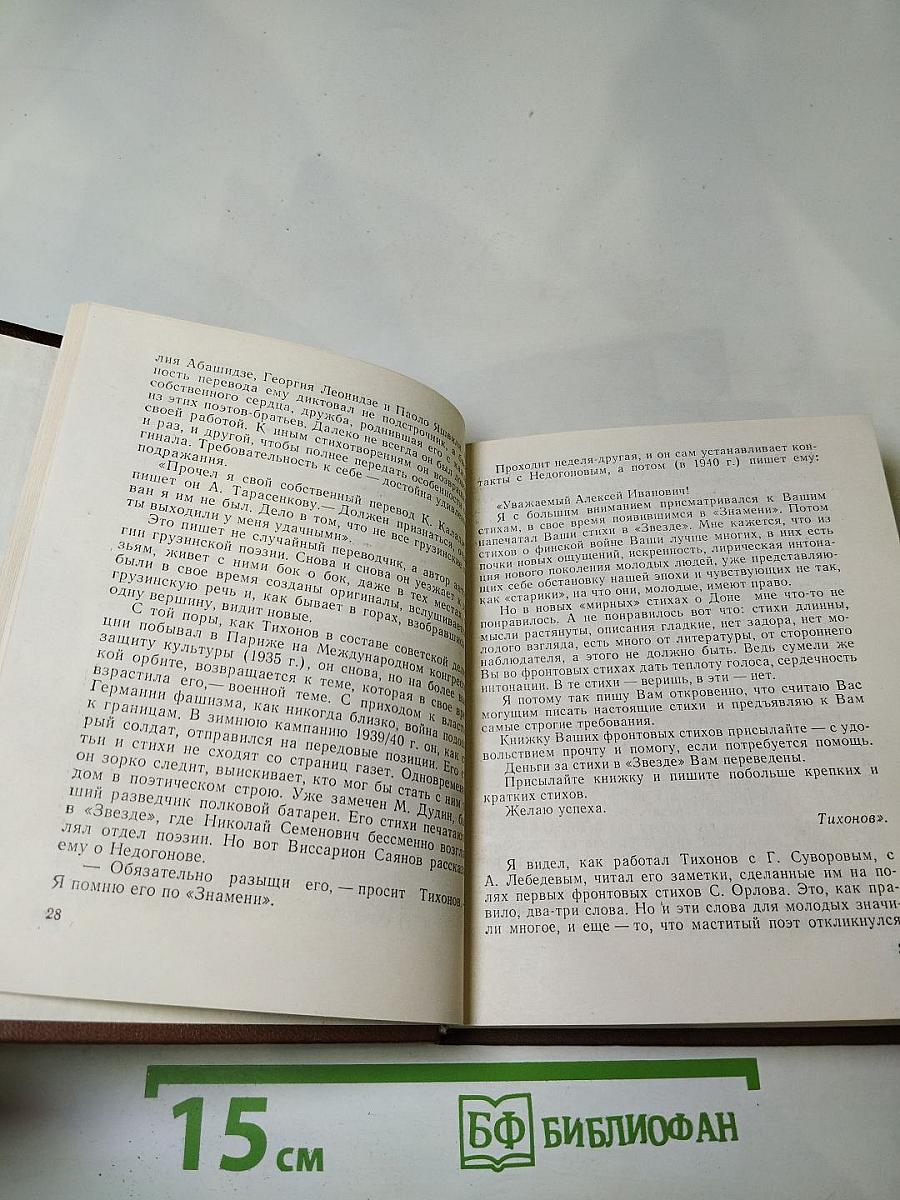 лия Абашидзе, Георгия Леонидзе и Паоло
ность перевода ему диктовал не подстрочник, а
собственного сердца, дружба, роднившая его с
из этих поэтов-братьев. Далеко не всегда он был
своей работой. К иным стихотворениям он
и раз, и другой, чтобы полнее передать особенности
гинала. Требовательность к себе — достойна
подражания.
«Прочел я свой собственный перевод К.
пишет он А. Тарасенкову.— Должен признаться,
ван я им не был. Дело в том, что не все грузинские
ты выходили у меня удачными».
Это пишет не случайный переводчик, а автор
гии грузинской поэзии. Снова и снова он уезжает к
зьям, живет с ними бок о бок, даже в тех местах
были в свое время созданы оригиналы,
грузинскую речь и, как бывает в горах,
одну вершину, видит новые.
С той поры, как Тихонов в составе советской
ции побывал в Париже на Международном
защиту культуры (1935 г.), он снова, но на более
кой орбите, возвращается к теме, которая в свое
взрастила его,— военной теме. С приходом к
Германии фашизма, как никогда близко, война
к границам. В зимнюю кампанию 1939/40 г. он, как
рый солдат, отправился на передовые позиции. Его
тьи и стихи не сходят со страниц газет.
он зорко следит, выискивает, кто мог бы стать с ним
дом в поэтическом строю. Уже замечен М. Дудин,
ший разведчик полковой батареи. Его стихи
в «Звезде», где Николай Семенович бессменно
лял отдел поэзии. Но вот Виссарион Саянов
ему о Недогонове.
— Обязательно разыщи его, — просит Тихонов.
Я помню его по «Знамени».
28
Проходит неделя-другая, и он сам устанавливает кон-
такты с Недогоновым, а потом (в 1940 г.) пишет ему:
«Уважаемый Алексей Иванович!
Я с большим вниманием присматривался к Вашим
стихам, в свое время появившимся в «Знамени». Потом
напечатал Ваши стихи в «Звезде». Мне кажется, что из
стихов о финской войне Ваши лучше многих, в них есть
почки новых ощущений, искренность, лирическая интона-
ция нового поколения молодых людей, уже представляю-
щих себе обстановку нашей эпохи и чувствующих не так,
как «старики», на что они, молодые, имеют право.
Но в новых «мирных» стихах о Доне мне что-то не
понравилось. А не понравилось вот что: стихи длинны,
мысли растянуты, описания гладкие, нет задора, нет мо-
лодого взгляда, есть много от литературы, от стороннего
наблюдателя, а этого не должно быть. Ведь сумели же
Вы во фронтовых стихах дать теплоту голоса, сердечность
интонации. В те стихи — веришь, в эти — нет.
Я потому так пишу Вам откровенно, что считаю Вас
могущим писать настоящие стихи и предъявляю к Вам
самые строгие требования.
Книжку Ваших фронтовых стихов присылайте — с удо-
вольствием прочту и помогу, если потребуется помощь.
Деньги за стихи в «Звезде» Вам переведены.
Присылайте книжку и пишите побольше крепких и
кратких стихов.
Желаю успеха.
Тихонов».
Я видел, как работал Тихонов с Г. Суворовым, с
А. Лебедевым, читал его заметки, сделанные им на по-
лях первых фронтовых стихов С. Орлова. Это, как пра-
вило, два-три слова. Но и эти слова для молодых значи-
ли многое, и еще — то, что маститый поэт откликнулся
15 см
БФ БИБЛИОФАН